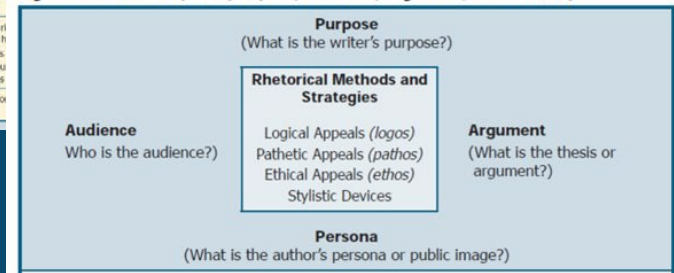 Purpose
(What is the writer's purpose?)
Rhetorical Methods and
Strategies
Logical Appeals (logos)
Pathetic Appeals (pathos)
Ethical Appeals (ethos)
Stylistic Devices
Audience
Who is the audience?)
Argument
(What is the thesis or
argument?)
Persona
(What is the author's persona or public image?)